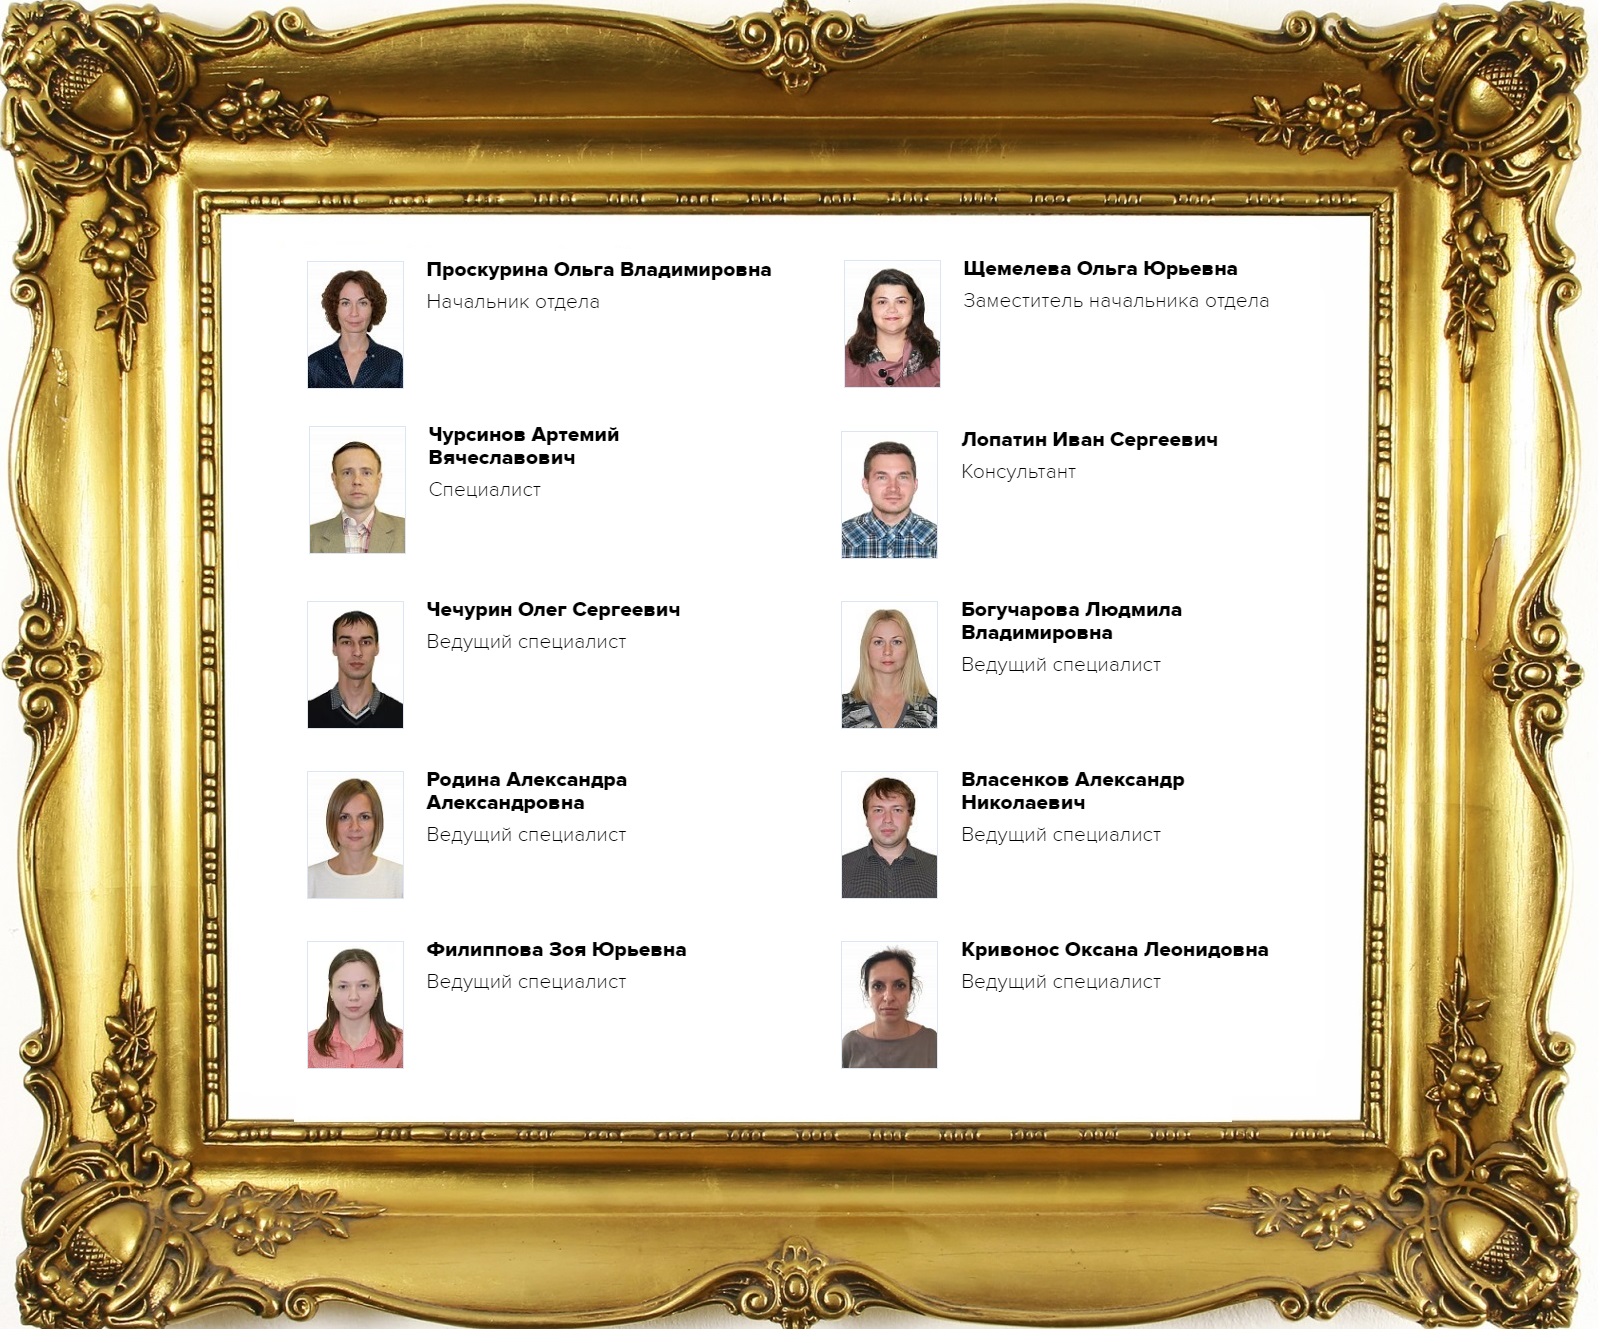 Проскурина Ольга Владимировна
Начальник отдела
Щемелева Ольга Юрьевна
Заместитель начальника отдела
Чурсинов Артемий
Вячеславович
Специалист
Лопатин Иван Сергеевич
Консультант
Чечурин Олег Сергеевич
Ведущий специалист
Богучарова Людмила
Владимировна
Ведущий специалист
Родина Александра
Александровна
Ведущий специалист
Власенков Александр
Николаевич
Ведущий специалист
Филиппова Зоя Юрьевна
Ведущий специалист
Кривонос Оксана Леонидовна
Ведущий специалист